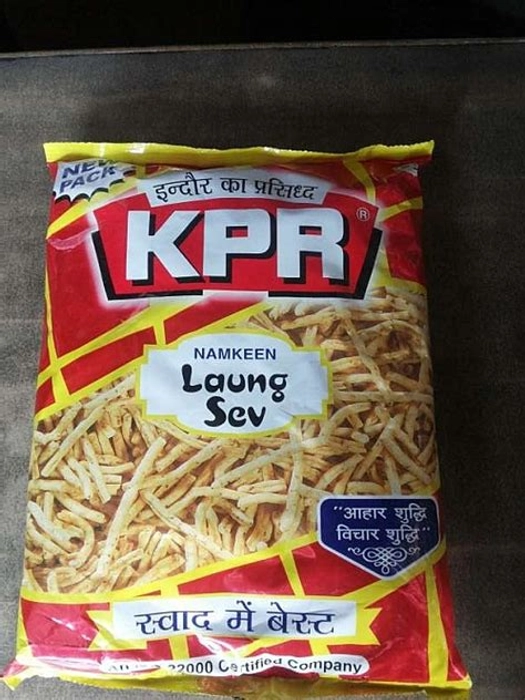 NEW
PACK
इन्दौर का प्रसिध्द
KPR®
NAMKEEN
Laung
Sev
"आहार शुद्धि
विचार शुद्धि"
स्वाद में बेस्ट
22000 Certified Company